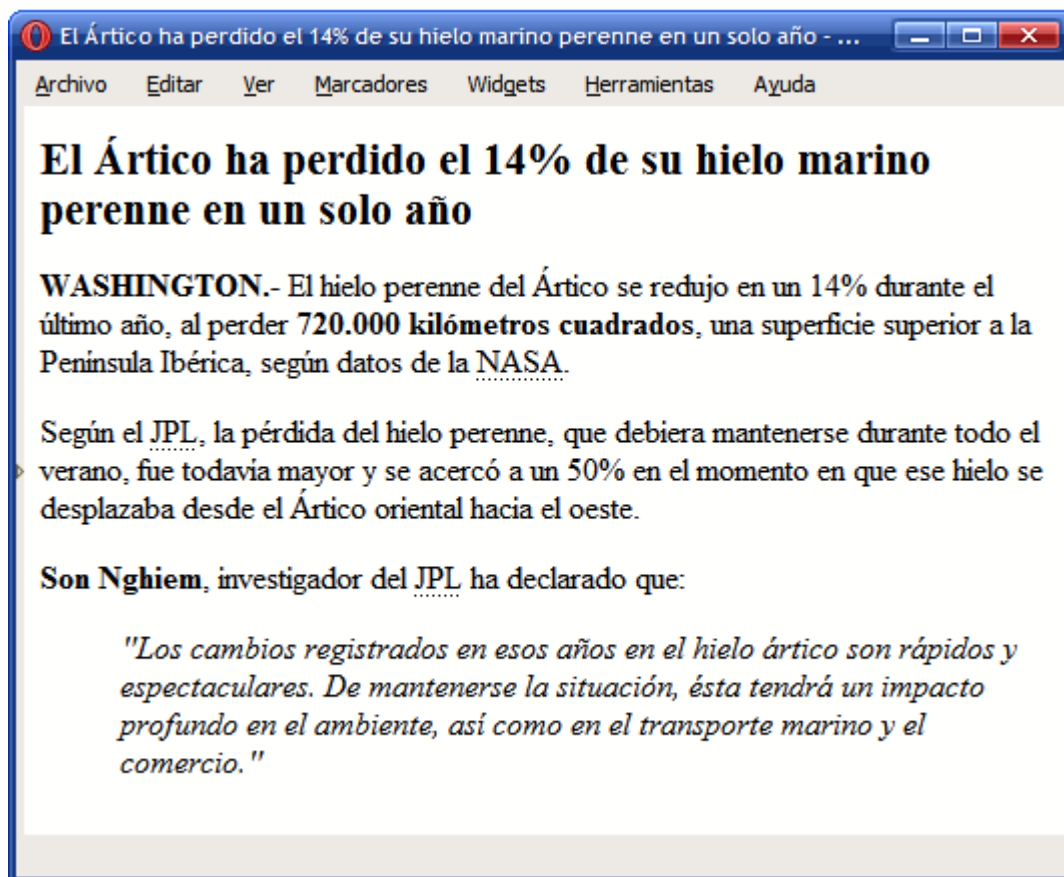 El Ártico ha perdido el 14% de su hielo marino perenne en un solo año - ...
Archivo Editar Ver Marcadores Widgets Herramientas Ayuda
El Ártico ha perdido el 14% de su hielo marino
perenne en un solo año
WASHINGTON.- El hielo perenne del Ártico se redujo en un 14% durante el
último año, al perder 720.000 kilómetros cuadrados, una superficie superior a la
Península Ibérica, según datos de la NASA.
Según el JPL, la pérdida del hielo perenne, que debiera mantenerse durante todo el
verano, fue todavía mayor y se acercó a un 50% en el momento en que ese hielo se
desplazaba desde el Ártico oriental hacia el oeste.
Son Nghiem, investigador del JPL ha declarado que:
"Los cambios registrados en esos años en el hielo ártico son rápidos y
espectaculares. De mantenerse la situación, ésta tendrá un impacto
profundo en el ambiente, así como en el transporte marino y el
comercio."